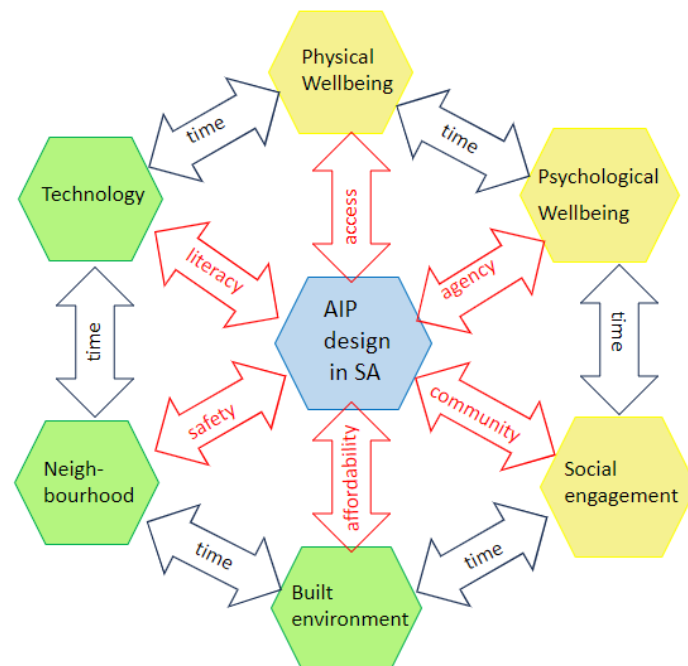 Physical
Wellbeing
time
time
Technology
Psychological
Wellbeing
access
literacy
agency
AIP
design
in SA
time
time
safety
community
affordability
Neigh-
bourhood
Social
engagement
time
time
Built
environment